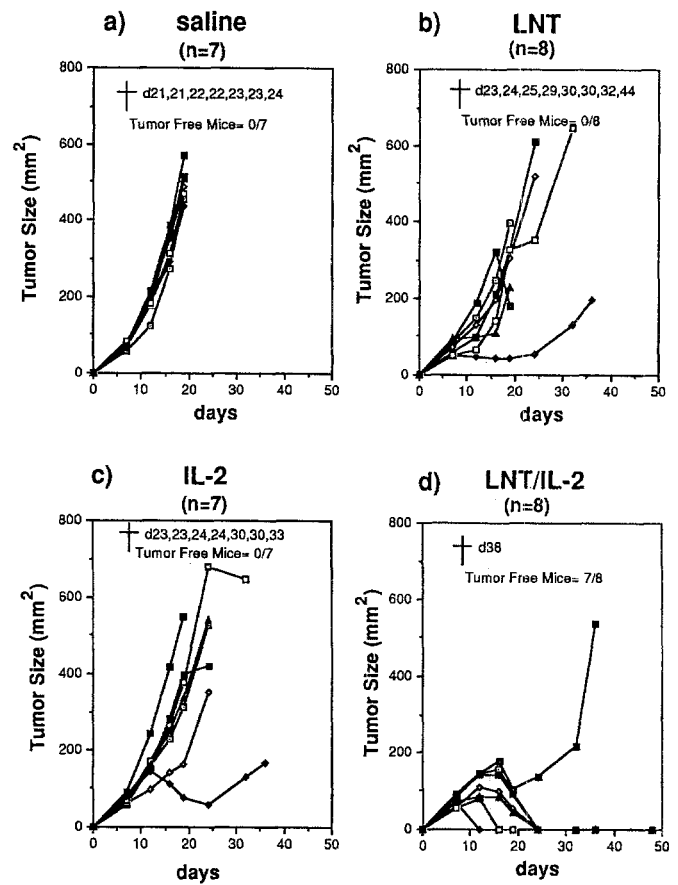 a) saline
(n=7)
800
600
400
200
0
Tumor Size (mm2)
d21,21,22,22,23,23,24
Tumor Free Mice= 0/7
0 10 20 30 40 50
days
b) LNT
(n=8)
800
600
400
200
0
Tumor Size (mm2)
d23,24,25,29,30,30,32,44
Tumor Free Mice= 0/8
0 10 20 30 40 50
days
c) IL-2
(n=7)
800
600
400
200
0
Tumor Size (mm2)
d23,23,24,24,30,30,33
Tumor Free Mice= 0/7
0 10 20 30 40 50
days
d) LNT/IL-2
(n=8)
800
600
400
200
0
Tumor Size (mm2)
d38
Tumor Free Mice= 7/8
0 10 20 30 40 50
days